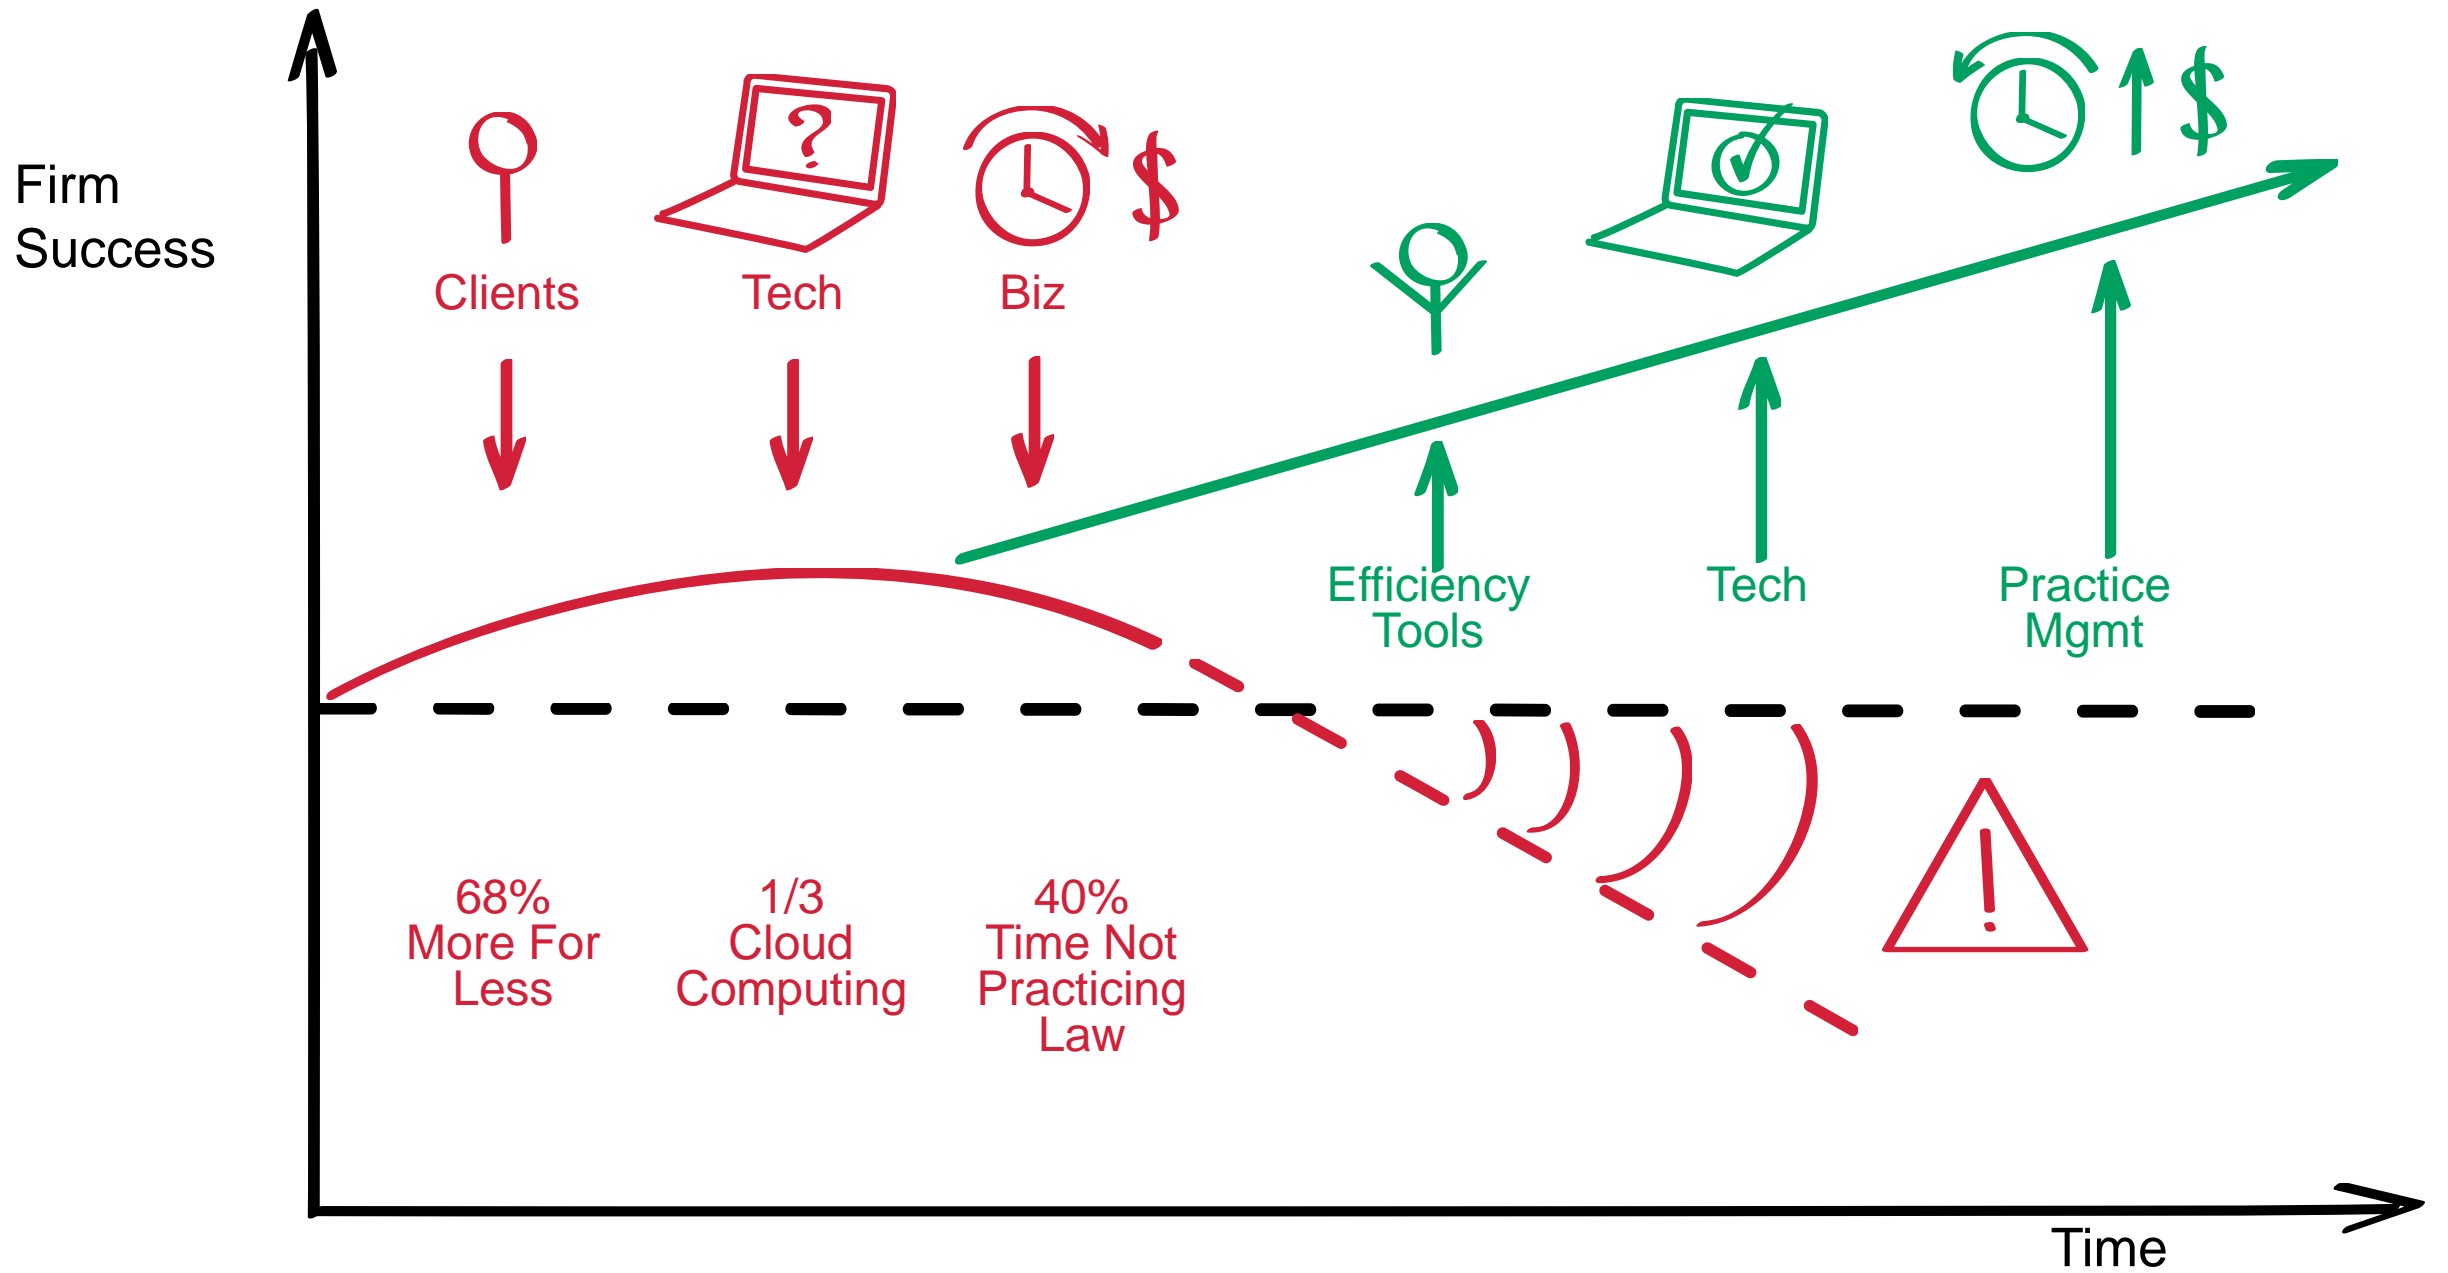 Firm
Success
?
$
$
Clients
Tech
Biz
Efficiency
Tools
Tech
Practice
Mgmt
68%
More For
Less
1/3
Cloud
Computing
40%
Time Not
Practicing
Law
!
Time